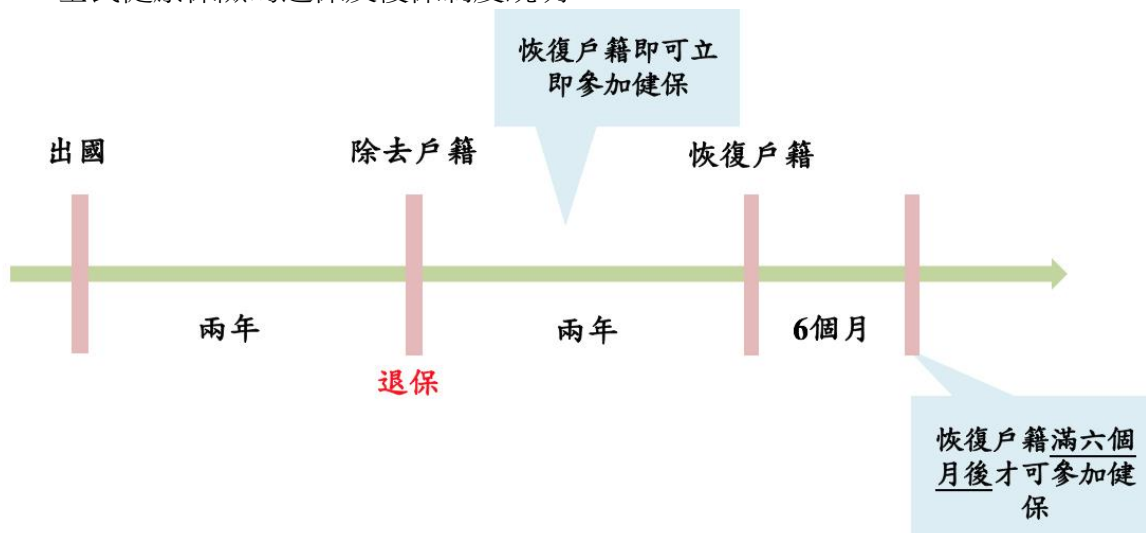 恢復戶籍即可立
即參加健保
出國
除去戶籍
恢復戶籍
兩年
兩年
6個月
退保
恢復戶籍滿六個
月後才可參加健
保